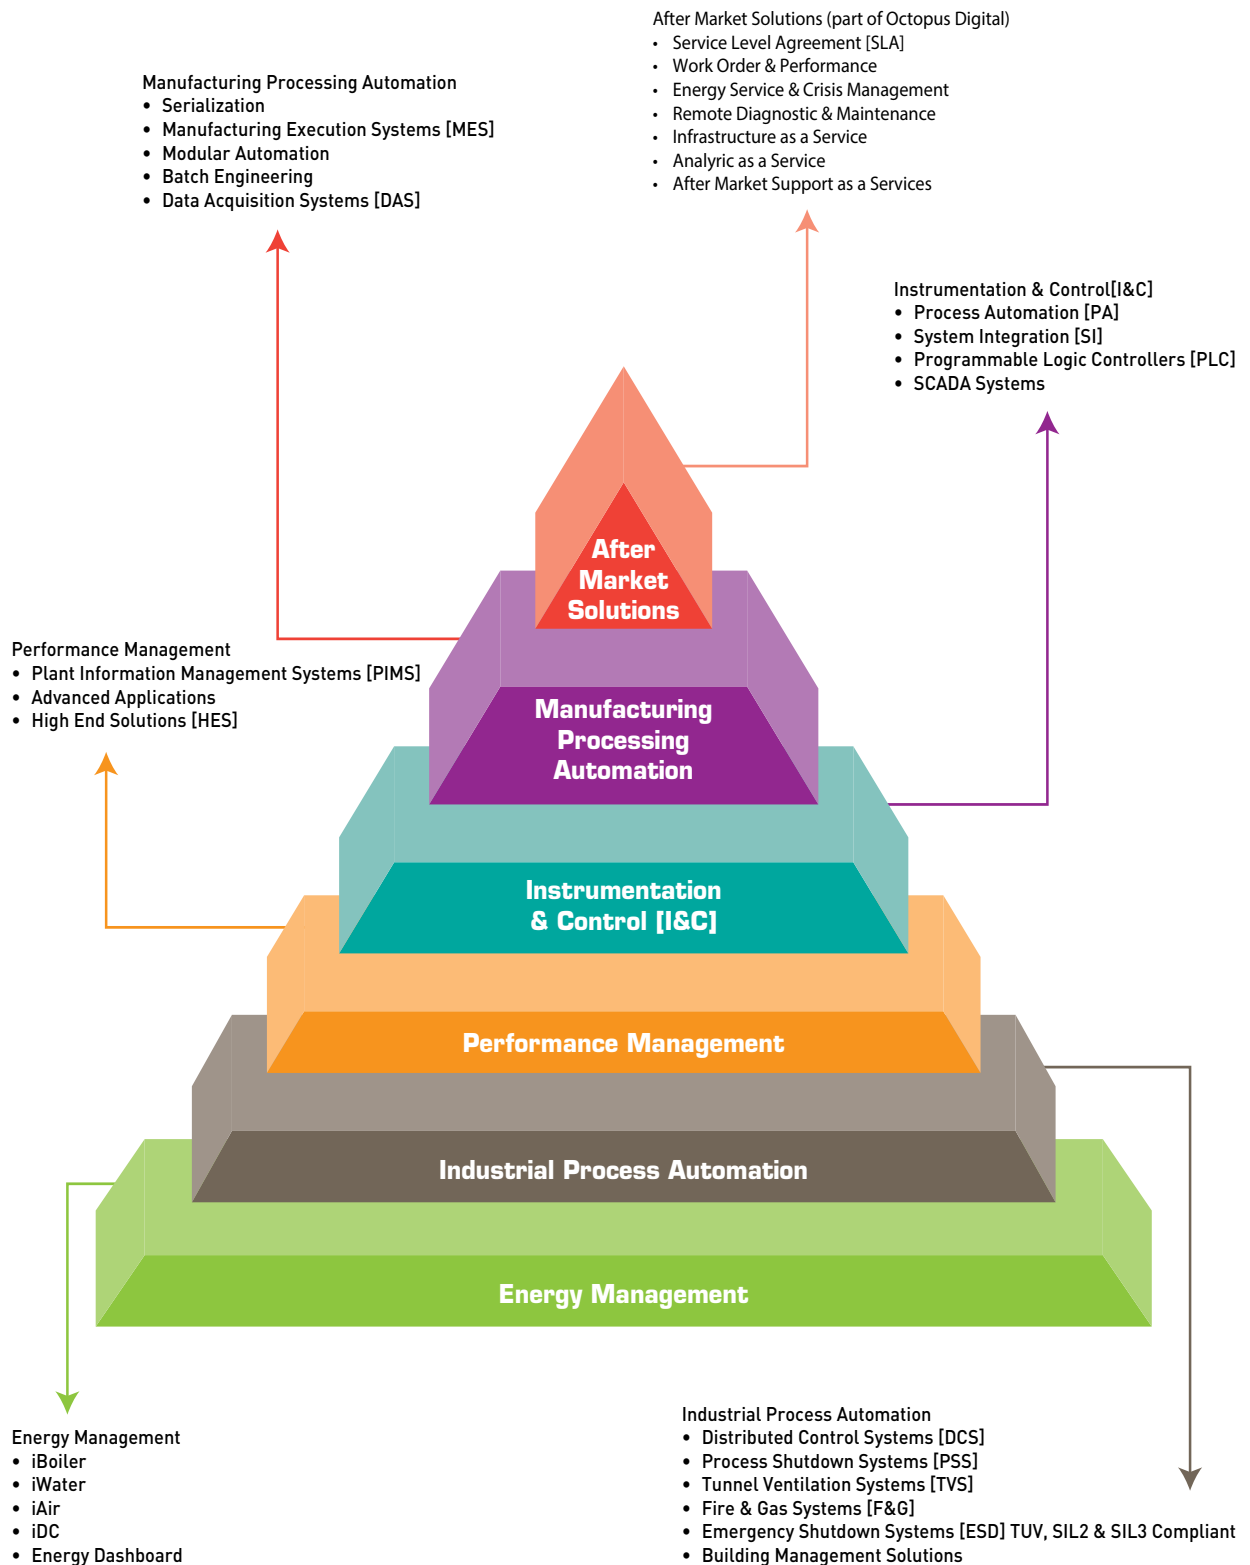 After Market Solutions (part of Octopus Digital)
• Service Level Agreement [SLA]
• Work Order & Performance
• Energy Service & Crisis Management
• Remote Diagnostic & Maintenance
• Infrastructure as a Service
• Analyric as a Service
• After Market Support as a Services
Manufacturing Processing Automation
• Serialization
• Manufacturing Execution Systems [MES]
• Modular Automation
• Batch Engineering
• Data Acquisition Systems [DAS]
Instrumentation & Control[I&C]
• Process Automation [PA]
• System Integration [SI]
• Programmable Logic Controllers [PLC]
• SCADA Systems
After
Market
Solutions
Performance Management
• Plant Information Management Systems [PIMS]
• Advanced Applications
• High End Solutions [HES]
Manufacturing
Processing
Automation
Instrumentation
& Control [I&C]
Performance Management
Industrial Process Automation
Energy Management
Energy Management
• iBoiler
• iWater
• iAir
• iDC
• Energy Dashboard
Industrial Process Automation
• Distributed Control Systems [DCS]
• Process Shutdown Systems [PSS]
• Tunnel Ventilation Systems [TVS]
• Fire & Gas Systems [F&G]
• Emergency Shutdown Systems [ESD] TUV, SIL2 & SIL3 Compliant
• Building Management Solutions